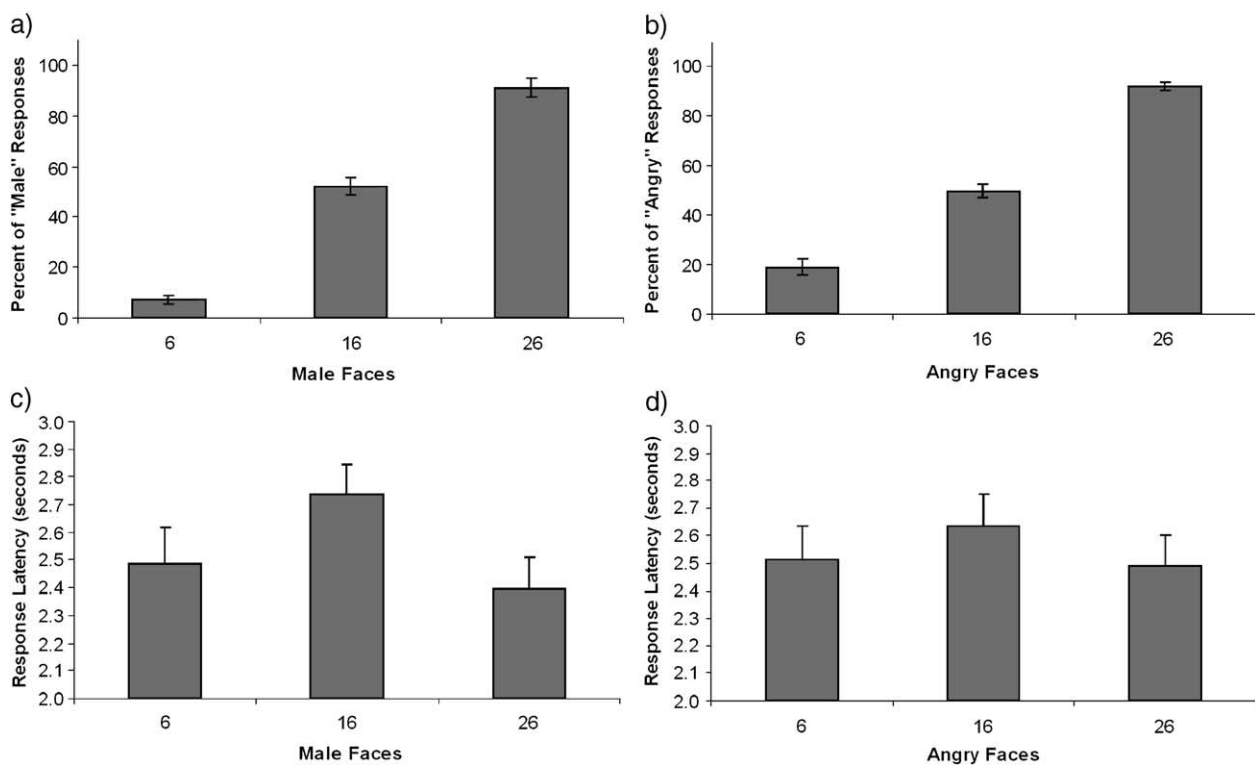 a)
Percent of "Male" Responses
100
80
60
40
20
0
6 16 26
Male Faces
b)
Percent of "Angry" Responses
100
80
60
40
20
0
6 16 26
Angry Faces
c)
Response Latency (seconds)
3.0
2.9
2.8
2.7
2.6
2.5
2.4
2.3
2.2
2.1
2.0
6 16 26
Male Faces
d)
Response Latency (seconds)
3.0
2.9
2.8
2.7
2.6
2.5
2.4
2.3
2.2
2.1
2.0
6 16 26
Angry Faces